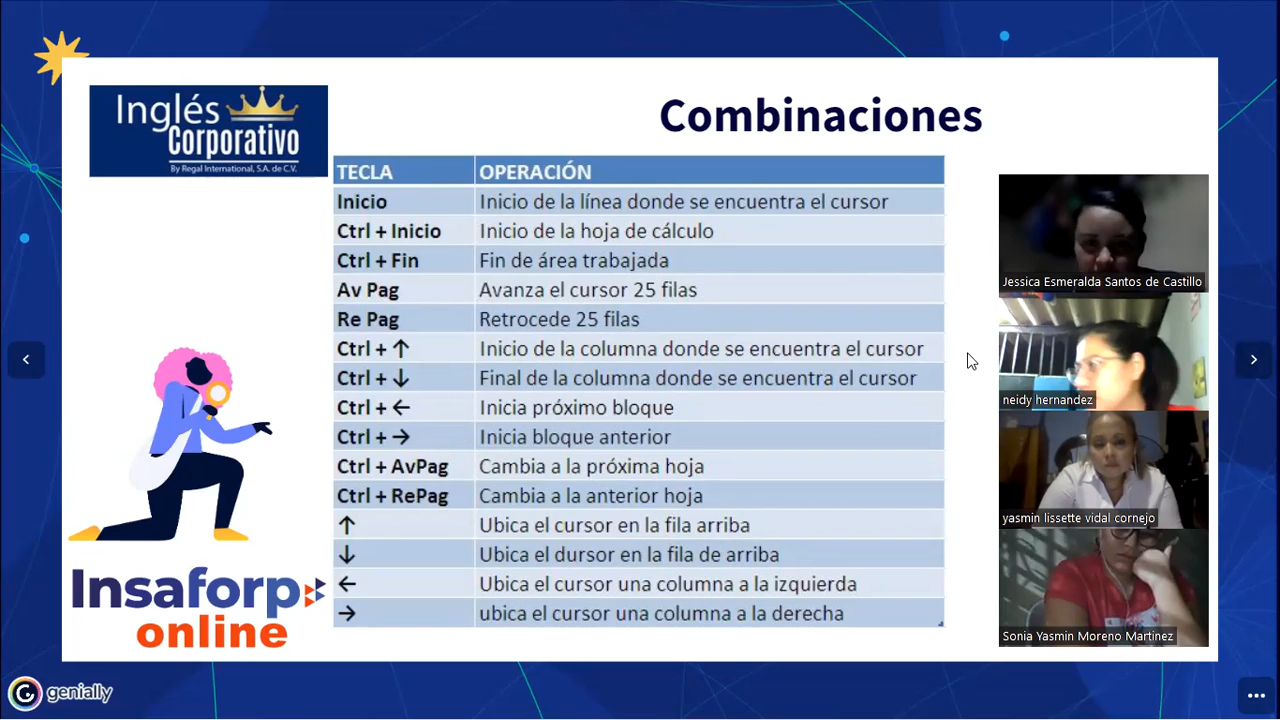 Inglés
Corporativo
By Regal International, S.A. de C.V.
Combinaciones
TECLA OPERACIÓN
Inicio Inicio de la línea donde se encuentra el cursor
Ctrl + Inicio Inicio de la hoja de cálculo
Ctrl + Fin Fin de área trabajada
Av Pag Avanza el cursor 25 filas
Re Pag Retrocede 25 filas
Ctrl + ↑ Inicio de la columna donde se encuentra el cursor
Ctrl + ↓ Final de la columna donde se encuentra el cursor
Ctrl + ← Inicia próximo bloque
Ctrl + → Inicia bloque anterior
Ctrl + AvPag Cambia a la próxima hoja
Ctrl + RePag Cambia a la anterior hoja
↑ Ubica el cursor en la fila arriba
↓ Ubica el dursor en la fila de arriba
← Ubica el cursor una columna a la izquierda
→ ubica el cursor una columna a la derecha
Jessica Esmeralda Santos de Castillo
neidy hernandez
yasmin lissette vidal cornejo
Sonia Yasmin Moreno Martinez
Insaforp
online
genially